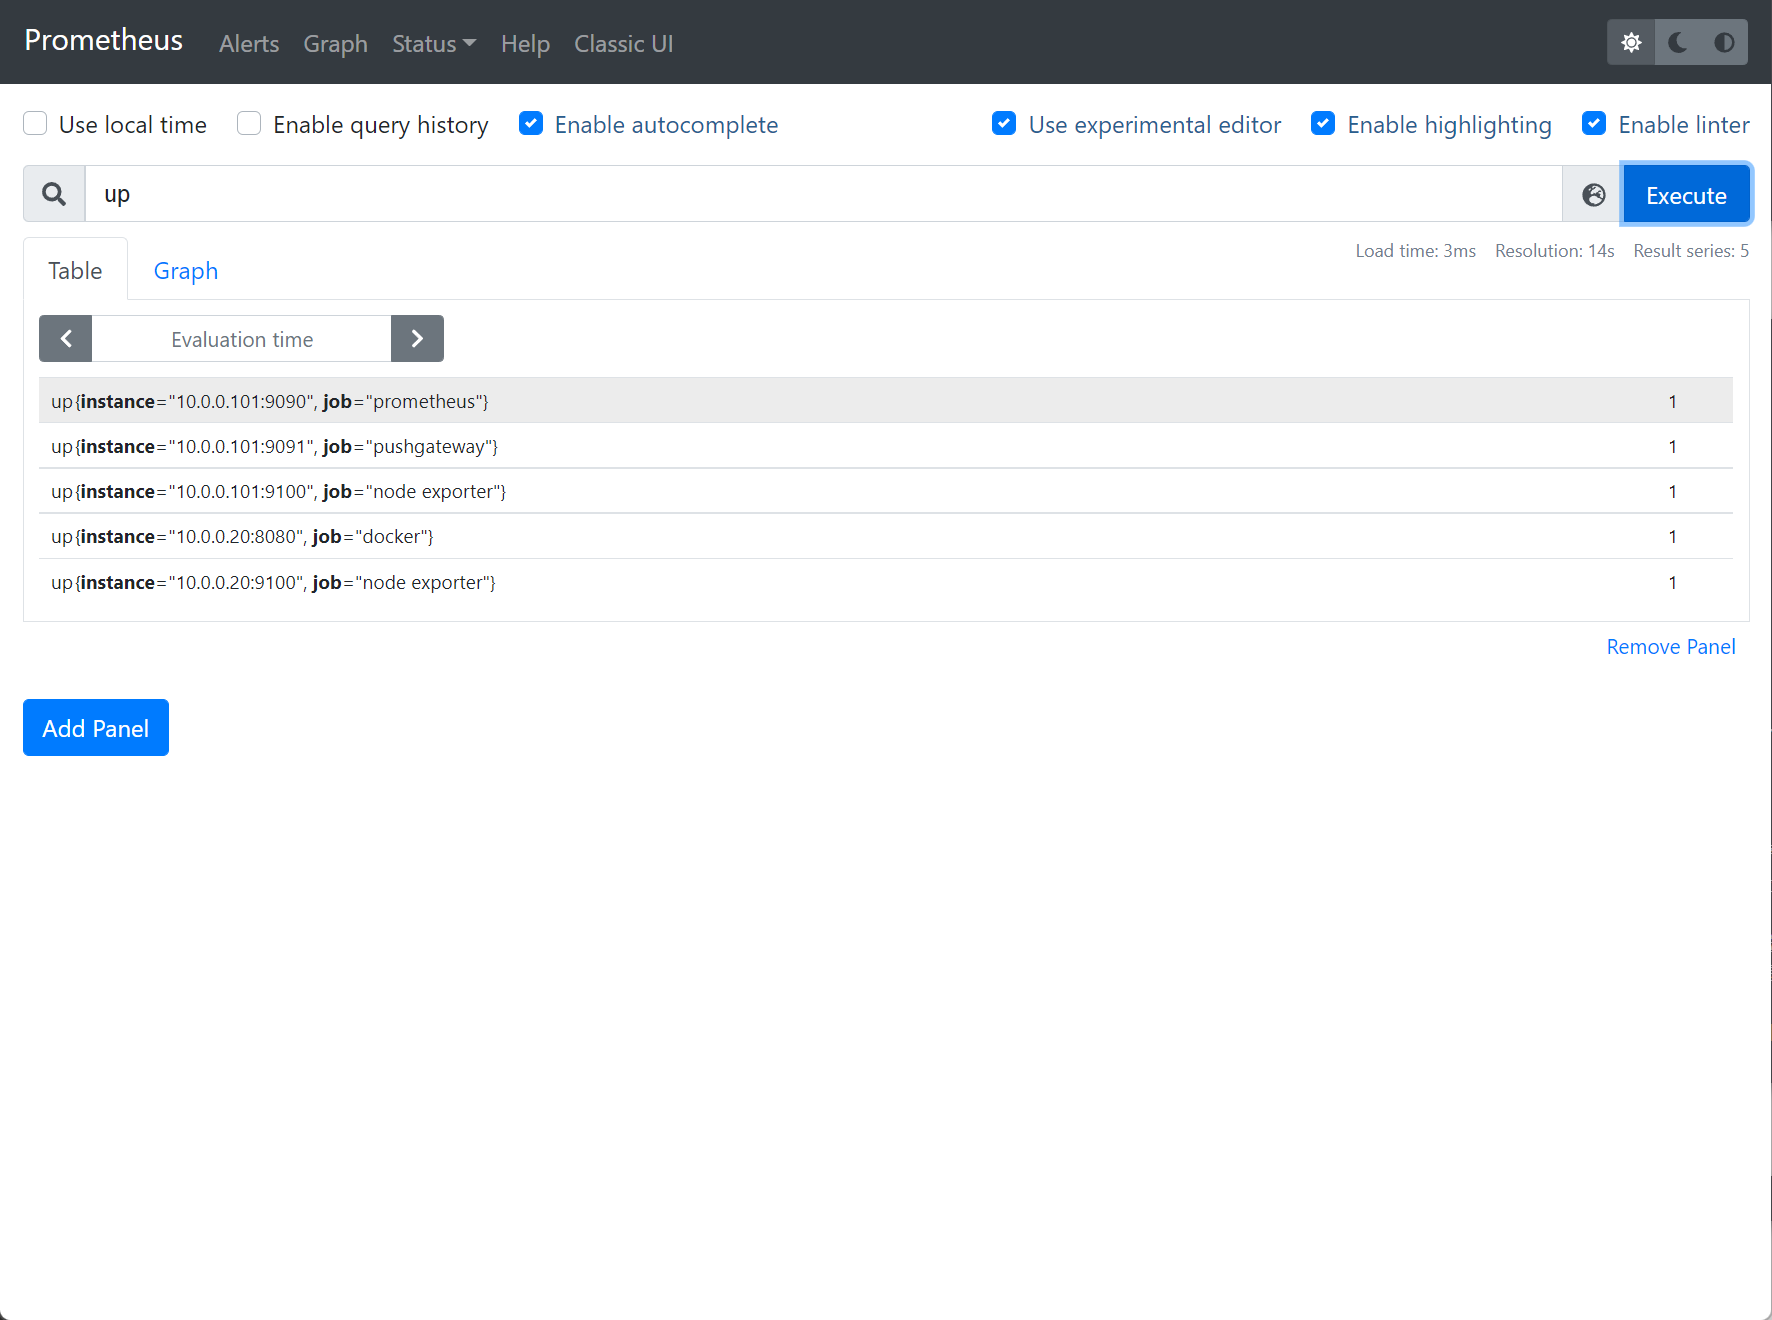 Prometheus Alerts Graph Status Help Classic UI
Use local time Enable query history Enable autocomplete Use experimental editor Enable highlighting Enable linter
up Execute
Table Graph Load time: 3ms Resolution: 14s Result series: 5
Evaluation time
up{instance="10.0.0.101:9090", job="prometheus"} 1
up{instance="10.0.0.101:9091", job="pushgateway"} 1
up{instance="10.0.0.101:9100", job="node exporter"} 1
up{instance="10.0.0.20:8080", job="docker"} 1
up{instance="10.0.0.20:9100", job="node exporter"} 1
Remove Panel
Add Panel